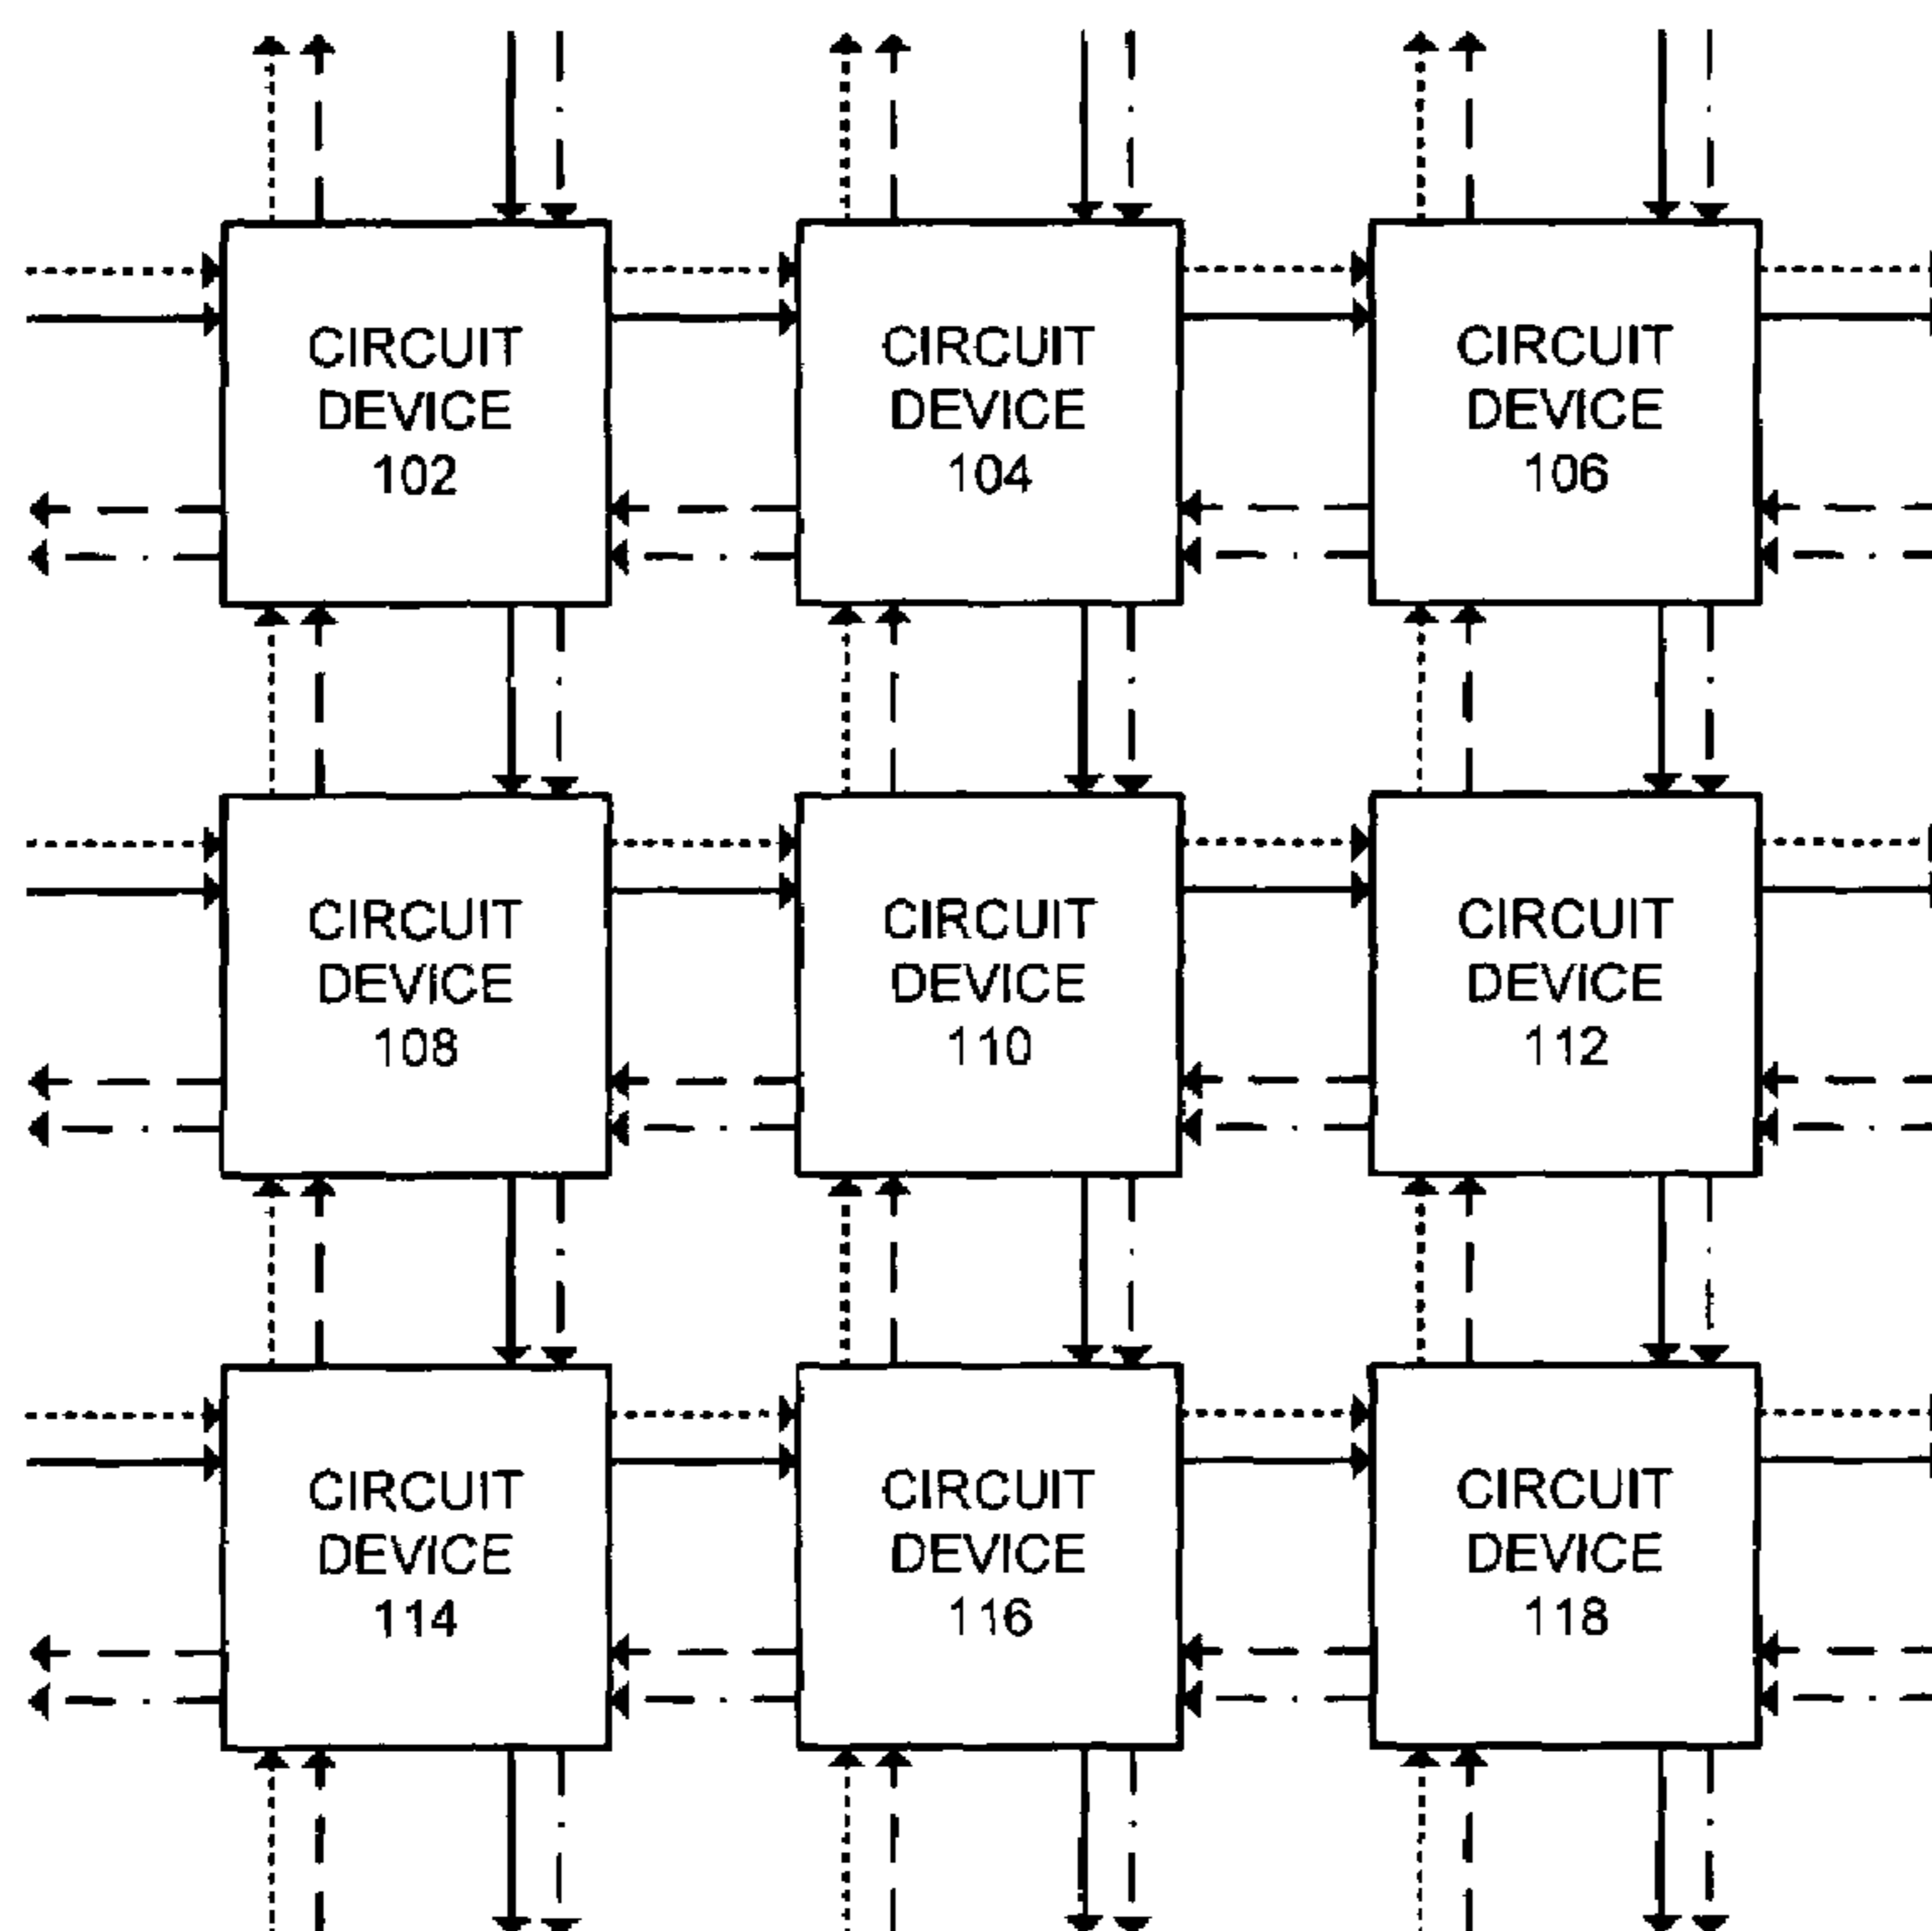 CIRCUIT
DEVICE
102
CIRCUIT
DEVICE
104
CIRCUIT
DEVICE
106
CIRCUIT
DEVICE
108
CIRCUIT
DEVICE
110
CIRCUIT
DEVICE
112
CIRCUIT
DEVICE
114
CIRCUIT
DEVICE
116
CIRCUIT
DEVICE
118